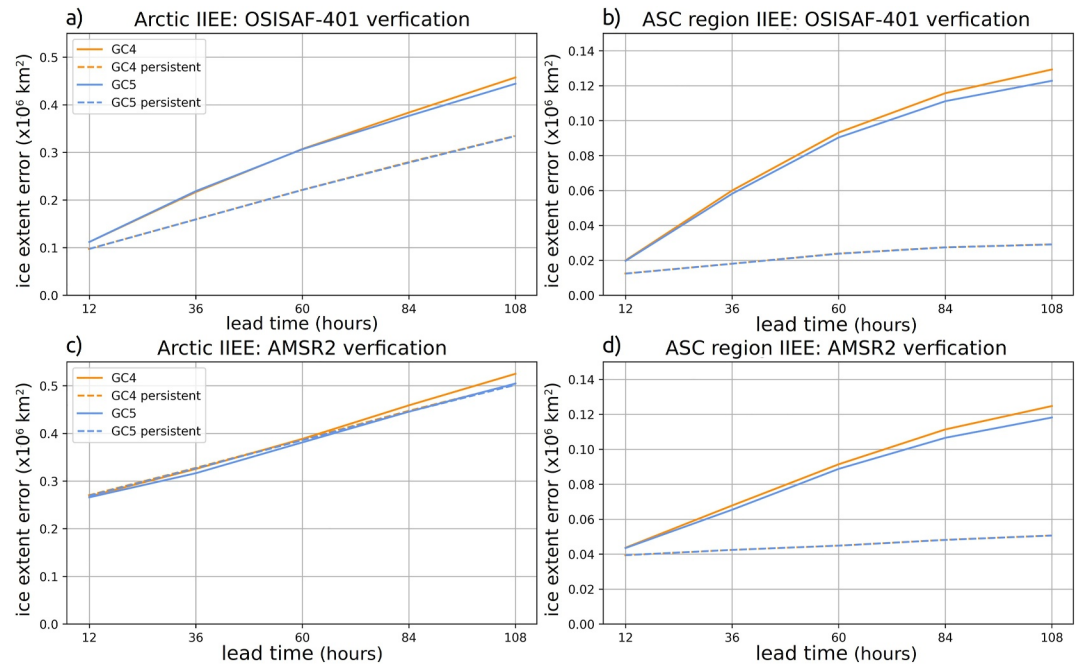 a)
Arctic IIEE: OSISAF-401 verfication
ice extent error (x10⁶ km²)
0.5
0.4
0.3
0.2
0.1
0.0
GC4
GC4 persistent
GC5
GC5 persistent
12 36 60 84 108
lead time (hours)
b)
ASC region IIEE: OSISAF-401 verfication
ice extent error (x10⁶ km²)
0.14
0.12
0.10
0.08
0.06
0.04
0.02
0.00
12 36 60 84 108
lead time (hours)
c)
Arctic IIEE: AMSR2 verfication
ice extent error (x10⁶ km²)
0.5
0.4
0.3
0.2
0.1
0.0
GC4
GC4 persistent
GC5
GC5 persistent
12 36 60 84 108
lead time (hours)
d)
ASC region IIEE: AMSR2 verfication
ice extent error (x10⁶ km²)
0.14
0.12
0.10
0.08
0.06
0.04
0.02
0.00
12 36 60 84 108
lead time (hours)